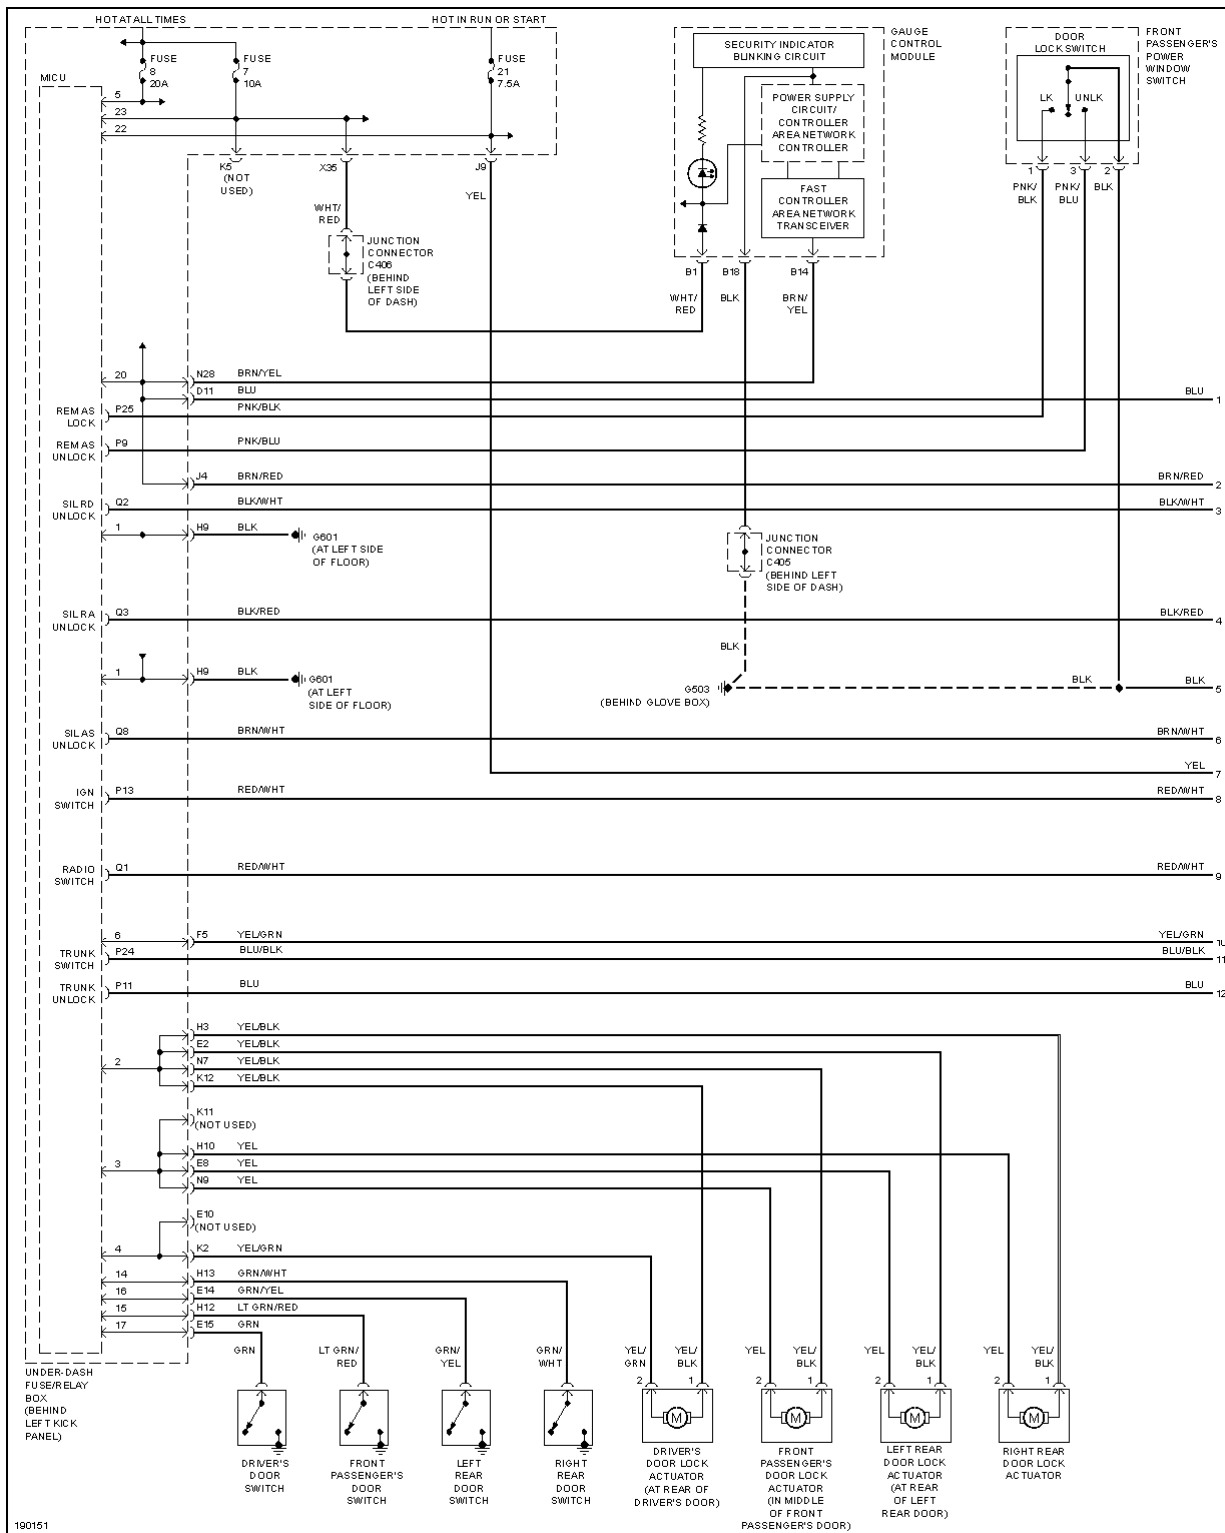 HOT AT ALL TIMES
HOT IN RUN OR START
FUSE
8
20A
FUSE
7
10A
FUSE
21
7.5A
MICU
5
23
22
K5
(NOT
USED)
X35
J9
YEL
WHT/
RED
JUNCTION
CONNECTOR
C406
(BEHIND
LEFT SIDE
OF DASH)
SECURITY INDICATOR
BLINKING CIRCUIT
GAUGE
CONTROL
MODULE
POWER SUPPLY
CIRCUIT/
CONTROLLER
AREA NETWORK
CONTROLLER
FAST
CONTROLLER
AREA NETWORK
TRANSCEIVER
B1
B18
B14
WHT/
RED
BLK
BRN/
YEL
DOOR
LOCK SWITCH
LK
UNLK
FRONT
PASSENGER'S
POWER
WINDOW
SWITCH
1
3
2
PNK/
BLK
PNK/
BLU
BLK
20
N28
BRN/YEL
D11
BLU
BLU
1
REM AS
LOCK
P25
PNK/BLK
REM AS
UNLOCK
P9
PNK/BLU
J4
BRN/RED
BRN/RED
2
SIL RD
UNLOCK
Q2
BLK/WHT
BLK/WHT
3
1
H9
BLK
G601
(AT LEFT SIDE
OF FLOOR)
JUNCTION
CONNECTOR
C405
(BEHIND LEFT
SIDE OF DASH)
SIL RA
UNLOCK
Q3
BLK/RED
BLK/RED
4
BLK
1
H9
BLK
G601
(AT LEFT
SIDE OF FLOOR)
G503
(BEHIND GLOVE BOX)
BLK
BLK
5
SIL AS
UNLOCK
Q8
BRN/WHT
BRN/WHT
6
YEL
7
IGN
SWITCH
P13
RED/WHT
RED/WHT
8
RADIO
SWITCH
Q1
RED/WHT
RED/WHT
9
6
F5
YEL/GRN
YEL/GRN
10
TRUNK
SWITCH
P24
BLU/BLK
BLU/BLK
11
TRUNK
UNLOCK
P11
BLU
BLU
12
H3
YEL/BLK
E2
YEL/BLK
2
N7
YEL/BLK
K12
YEL/BLK
K11
(NOT USED)
H10
YEL
3
E8
YEL
N9
YEL
E10
(NOT USED)
4
K2
YEL/GRN
14
H13
GRN/WHT
16
E14
GRN/YEL
15
H12
LT GRN/RED
17
E15
GRN
GRN
LT GRN/
RED
GRN/
YEL
GRN/
WHT
YEL/
GRN
YEL/
BLK
YEL
YEL/
BLK
YEL
YEL/
BLK
YEL
YEL/
BLK
2
1
2
1
2
1
2
1
M
M
M
M
UNDER-DASH
FUSE/RELAY
BOX
(BEHIND
LEFT KICK
PANEL)
DRIVER'S
DOOR
SWITCH
FRONT
PASSENGER'S
DOOR
SWITCH
LEFT
REAR
DOOR
SWITCH
RIGHT
REAR
DOOR
SWITCH
DRIVER'S
DOOR LOCK
ACTUATOR
(AT REAR OF
DRIVER'S DOOR)
FRONT
PASSENGER'S
DOOR LOCK
ACTUATOR
(IN MIDDLE
OF FRONT
PASSENGER'S DOOR)
LEFT REAR
DOOR LOCK
ACTUATOR
(AT REAR
OF LEFT
REAR DOOR)
RIGHT REAR
DOOR LOCK
ACTUATOR
190151